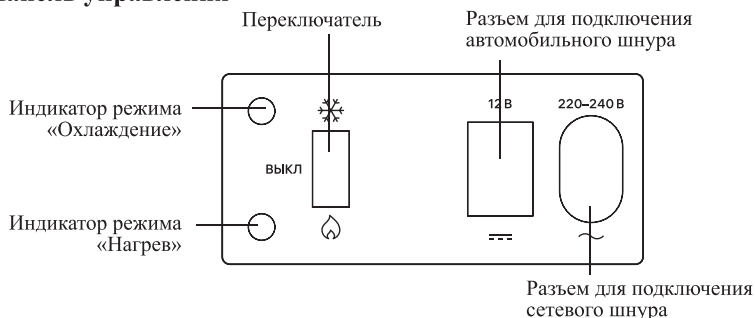 панель управления
Переключатель
Разъем для подключения
автомобильного шнура
Индикатор режима
«Охлаждение»
12 В
220–240 В
ВЫКЛ
Индикатор режима
«Нагрев»
Разъем для подключения
сетевого шнура